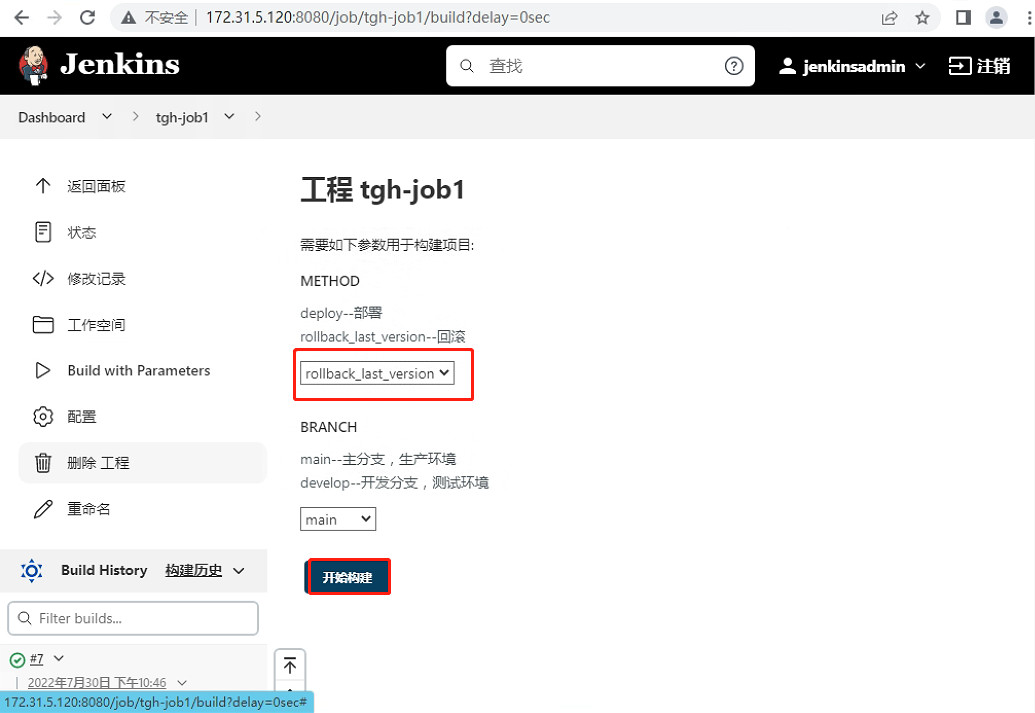 不安全 172.31.5.120:8080/job/tgh-job1/build?delay=0sec
Jenkins
查找
jenkinsadmin
注销
Dashboard
tgh-job1
返回面板
状态
修改记录
工作空间
Build with Parameters
配置
删除 工程
重命名
Build History 构建历史
Filter builds...
#7
2022年7月30日 下午10:46
172.31.5.120:8080/job/tgh-job1/build?delay=0sec#
工程 tgh-job1
需要如下参数用于构建项目:
METHOD
deploy--部署
rollback_last_version--回滚
rollback_last_version
BRANCH
main--主分支，生产环境
develop--开发分支，测试环境
main
开始构建